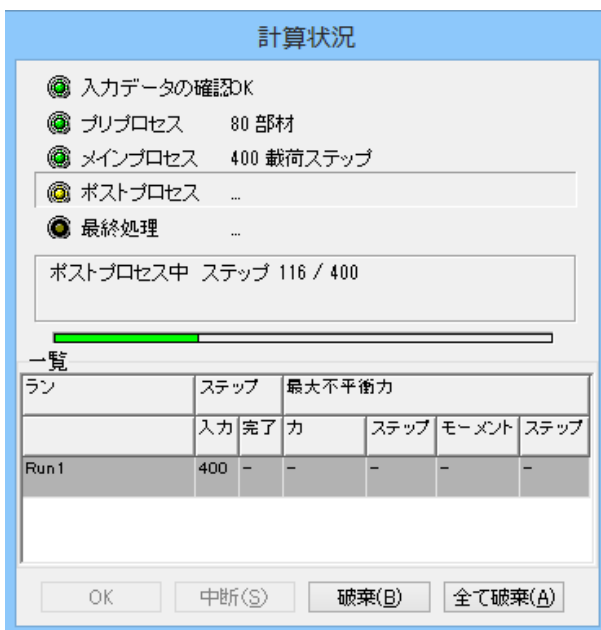 計算状況
入力データの確認OK
プリプロセス 80 部材
メインプロセス 400 載荷ステップ
ポストプロセス ...
最終処理 ...
ポストプロセス中 ステップ 116 / 400
一覧
ラン ステップ 最大不平衡力
入力 完了 力 ステップ モーメント ステップ
Run1 400 - - - - -
OK 中断(S) 破棄(B) 全て破棄(A)